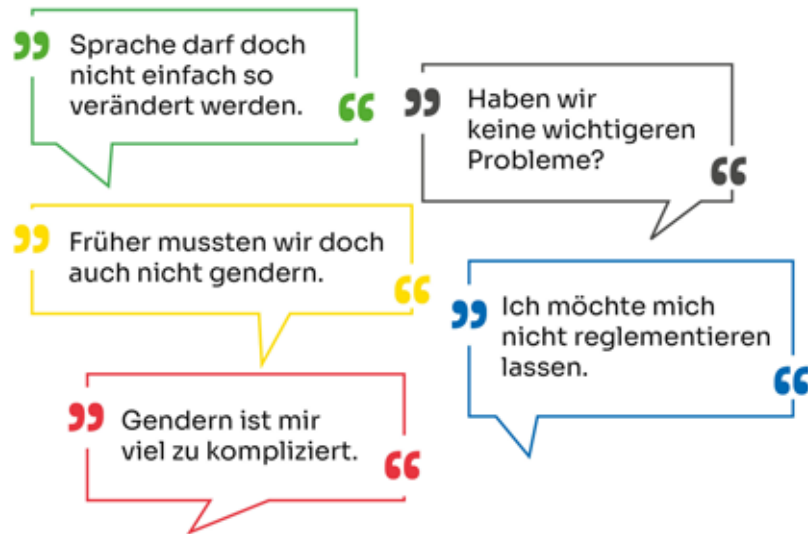 „Sprache darf doch
nicht einfach so
verändert werden.“
„Haben wir
keine wichtigeren
Probleme?“
„Früher mussten wir doch
auch nicht gendern.“
„Ich möchte mich
nicht reglementieren
lassen.“
„Gendern ist mir
viel zu kompliziert.“